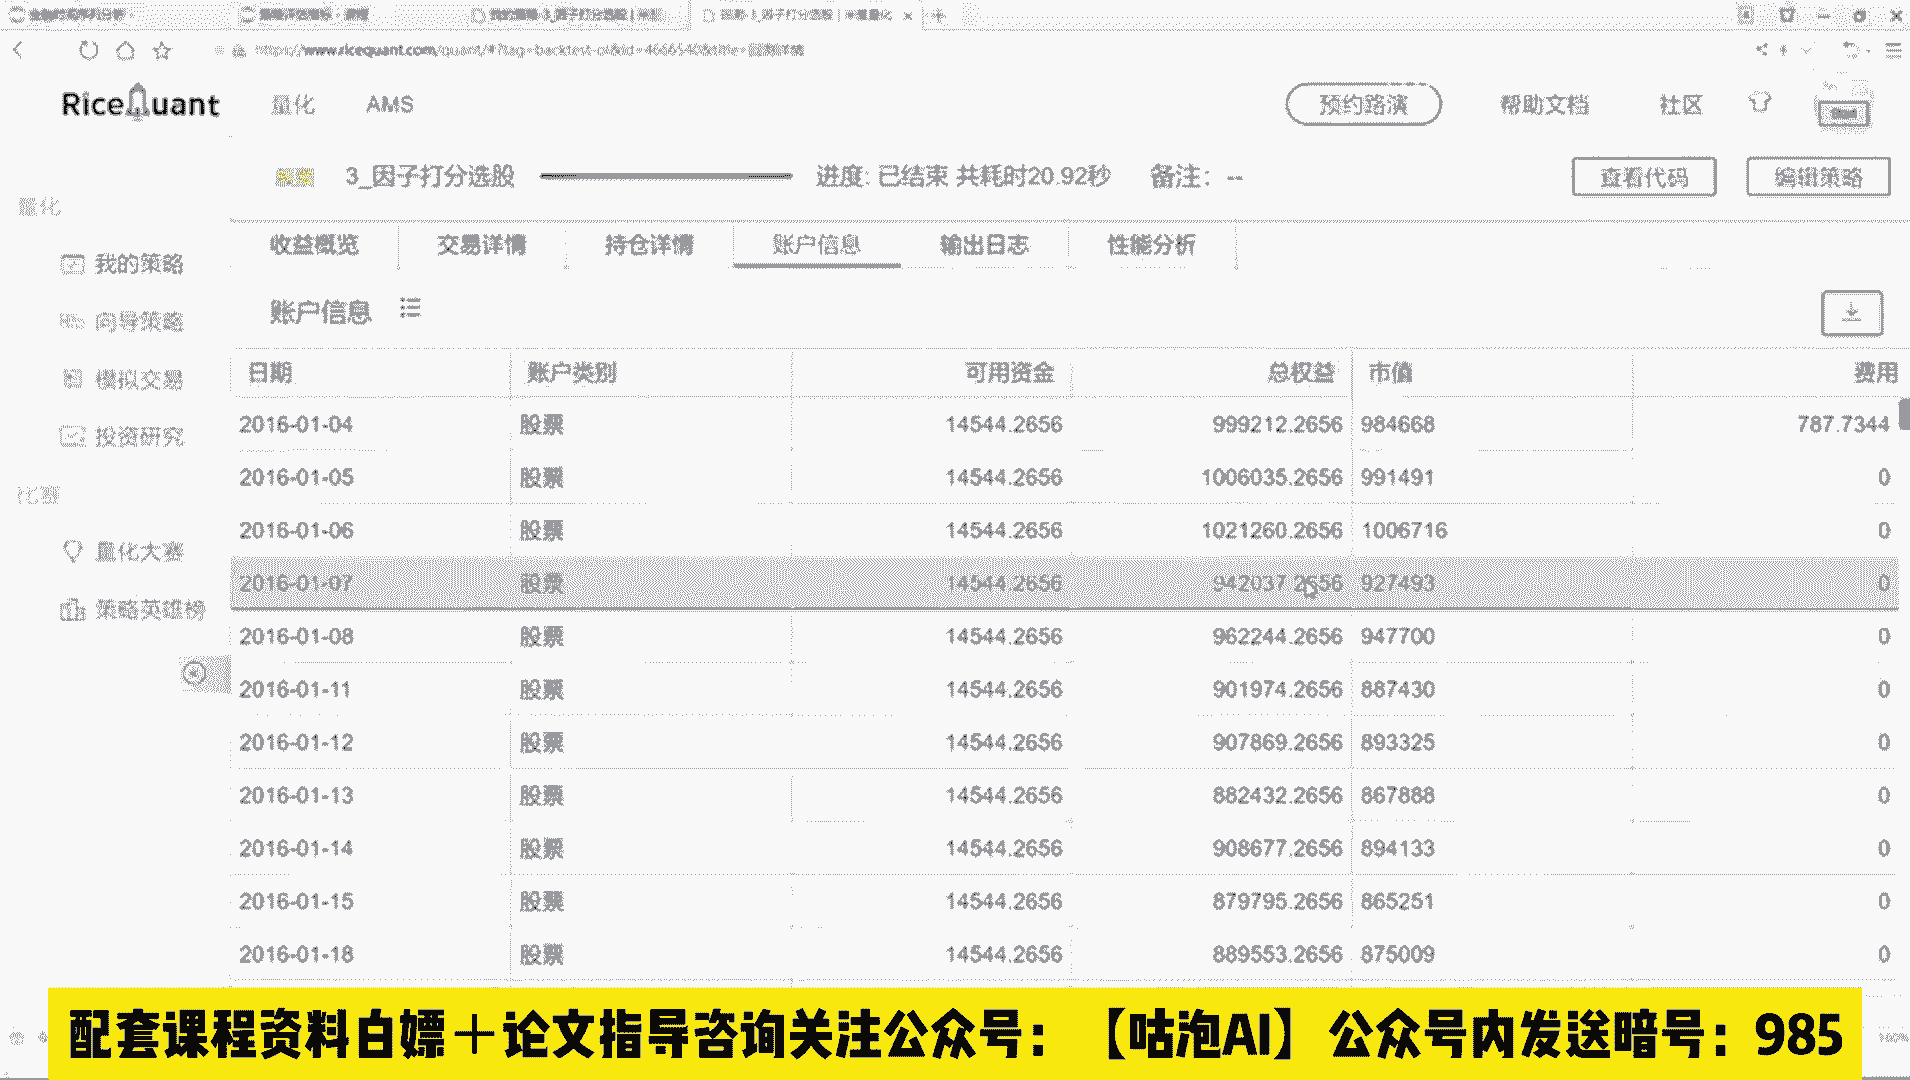 RiceQuant 量化 AMS 预约路演 帮助文档 社区
3_因子打分选股 进度: 已结束 共耗时20.92秒 备注: -- 查看代码 编辑策略
量化
我的策略
向导策略
模拟交易
投资研究
比赛
量化大赛
策略英雄榜
收益概览 交易详情 持仓详情 账户信息 输出日志 性能分析
账户信息
日期 账户类别 可用资金 总权益 市值 费用
2016-01-04 股票 14544.2656 999212.2656 984668 787.7344
2016-01-05 股票 14544.2656 1006035.2656 991491 0
2016-01-06 股票 14544.2656 1021260.2656 1006716 0
2016-01-07 股票 14544.2656 942037.2656 927493 0
2016-01-08 股票 14544.2656 962244.2656 947700 0
2016-01-11 股票 14544.2656 901974.2656 887430 0
2016-01-12 股票 14544.2656 907869.2656 893325 0
2016-01-13 股票 14544.2656 882432.2656 867888 0
2016-01-14 股票 14544.2656 908677.2656 894133 0
2016-01-15 股票 14544.2656 879795.2656 865251 0
2016-01-18 股票 14544.2656 889553.2656 875009 0
配套课程资料白嫖＋论文指导咨询关注公众号：【咕泡AI】公众号内发送暗号：985